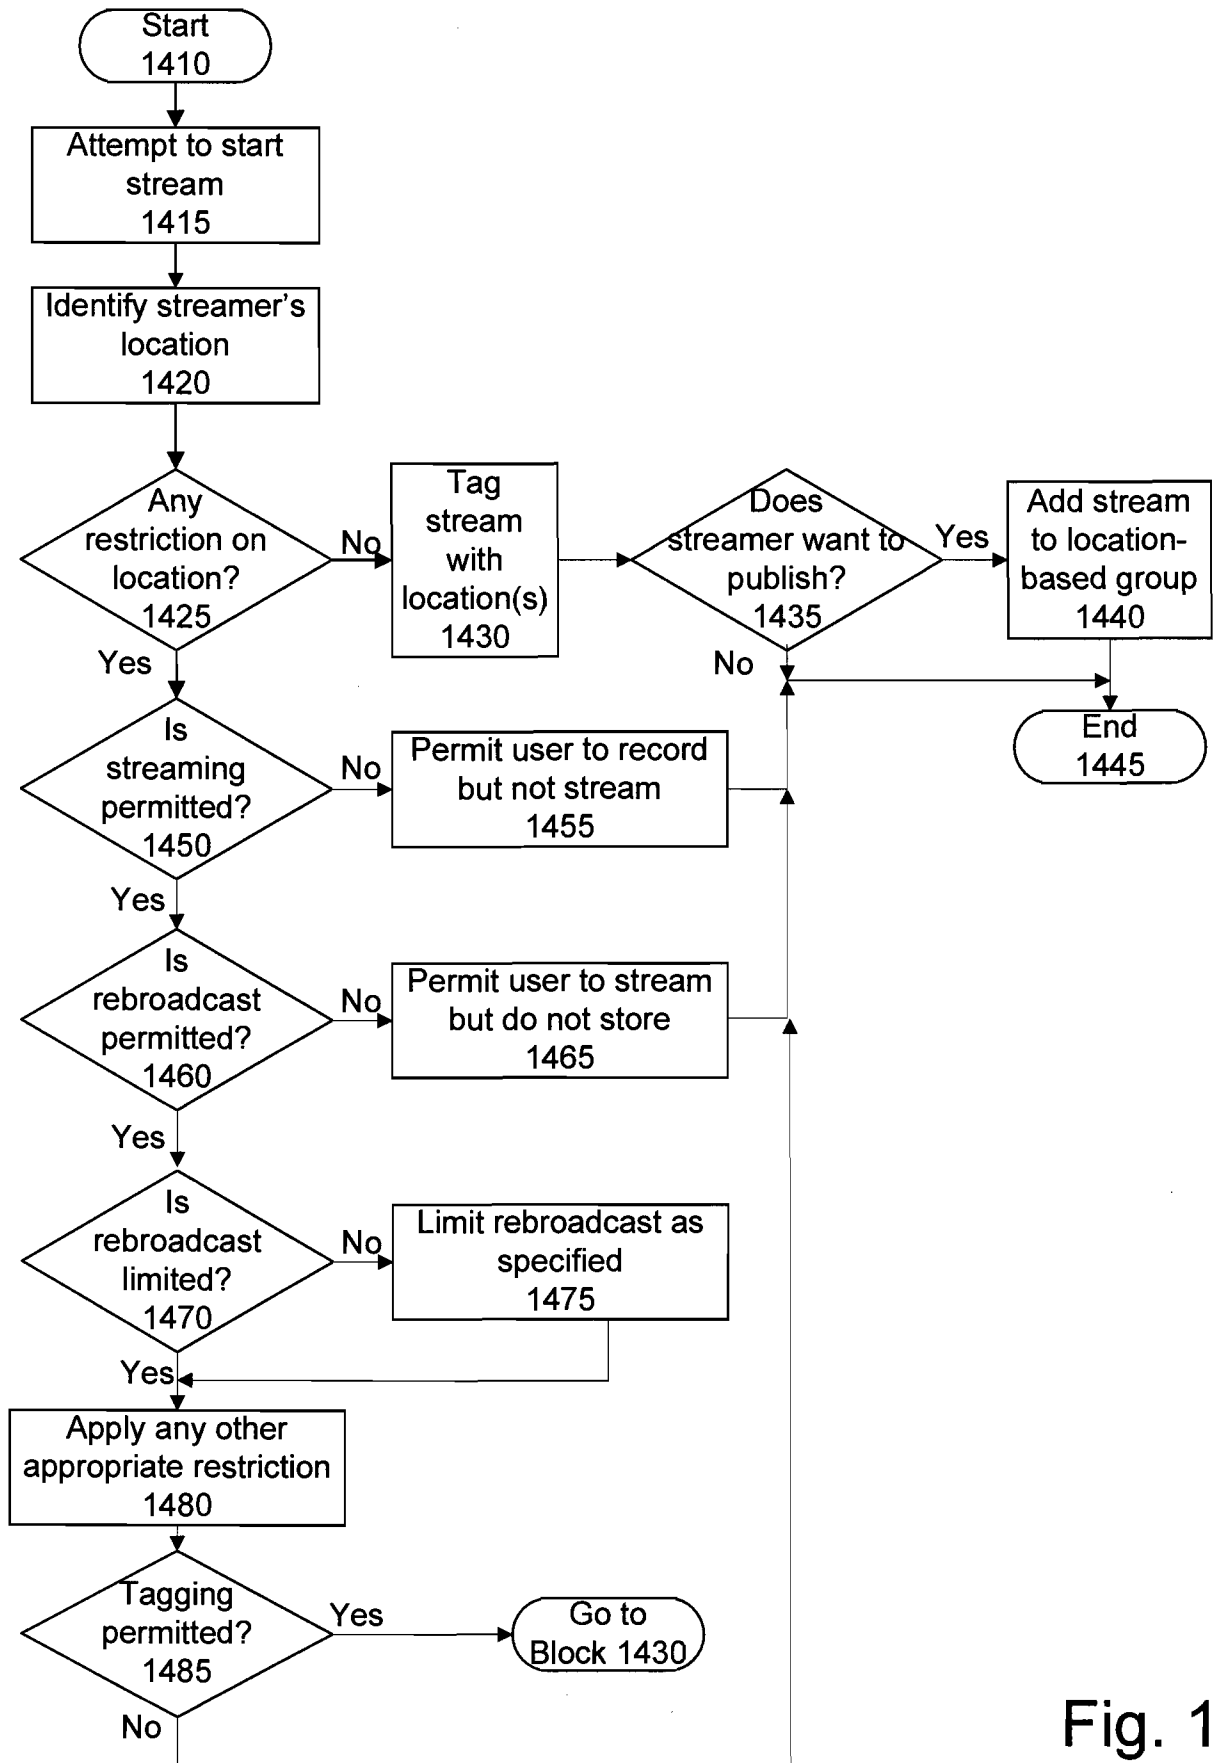 Start
1410
Attempt to start
stream
1415
Identify streamer's
location
1420
Any
restriction on
location?
1425
No
Tag
stream
with
location(s)
1430
Does
streamer want to
publish?
1435
Yes
Add stream
to location-
based group
1440
Yes
No
End
1445
Is
streaming
permitted?
1450
No
Permit user to record
but not stream
1455
Yes
Is
rebroadcast
permitted?
1460
No
Permit user to stream
but do not store
1465
Yes
Is
rebroadcast
limited?
1470
No
Limit rebroadcast as
specified
1475
Yes
Apply any other
appropriate restriction
1480
Tagging
permitted?
1485
Yes
Go to
Block 1430
No
Fig. 1